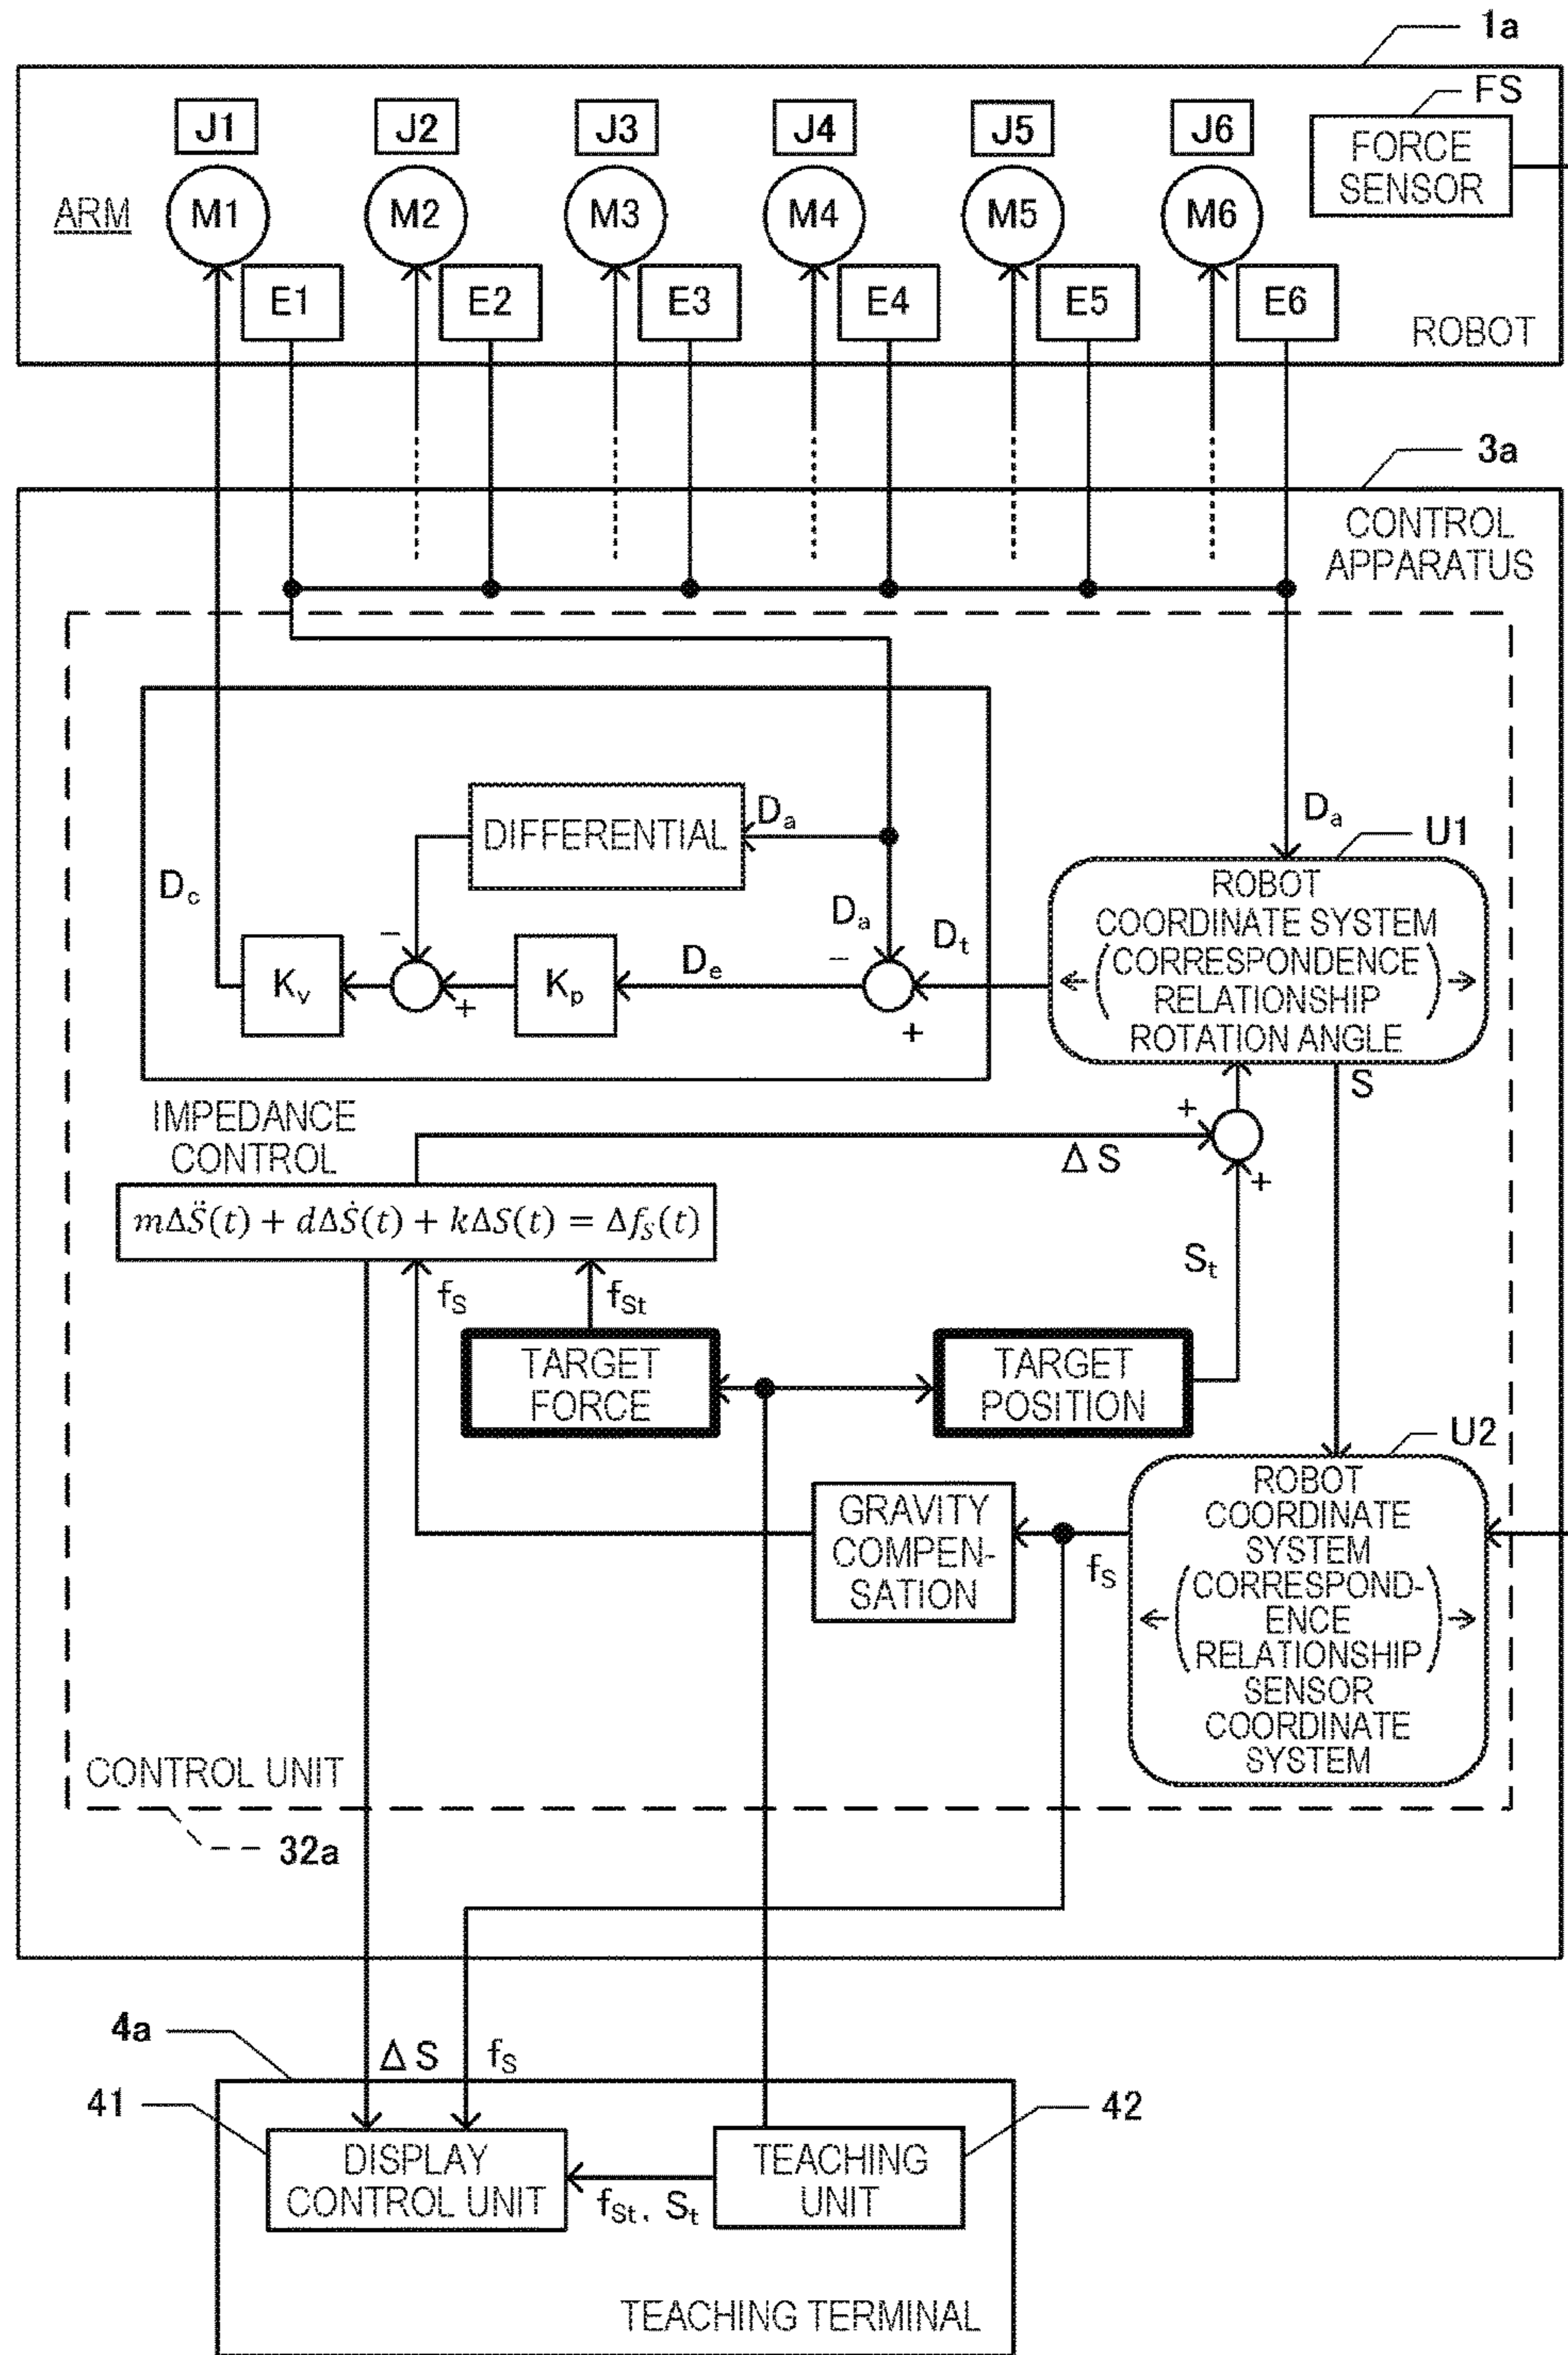 1a
FS
J1
J2
J3
J4
J5
J6
FORCE
SENSOR
ARM
M1
M2
M3
M4
M5
M6
E1
E2
E3
E4
E5
E6
ROBOT
3a
CONTROL
APPARATUS
Da
U1
DIFFERENTIAL
Da
Dc
Da
Dt
De
Kv
Kp
−
+
−
+
ROBOT
COORDINATE SYSTEM
←(CORRESPONDENCE
RELATIONSHIP)→
ROTATION ANGLE
S
IMPEDANCE
CONTROL
+
+
ΔS
mΔS̈(t) + dΔṠ(t) + kΔS(t) = Δfs(t)
fS
fSt
St
TARGET
FORCE
TARGET
POSITION
U2
GRAVITY
COMPEN-
SATION
fS
ROBOT
COORDINATE
SYSTEM
←(CORRESPOND-
ENCE
RELATIONSHIP)→
SENSOR
COORDINATE
SYSTEM
CONTROL UNIT
32a
4a
ΔS
fS
41
42
DISPLAY
CONTROL UNIT
fSt, St
TEACHING
UNIT
TEACHING TERMINAL